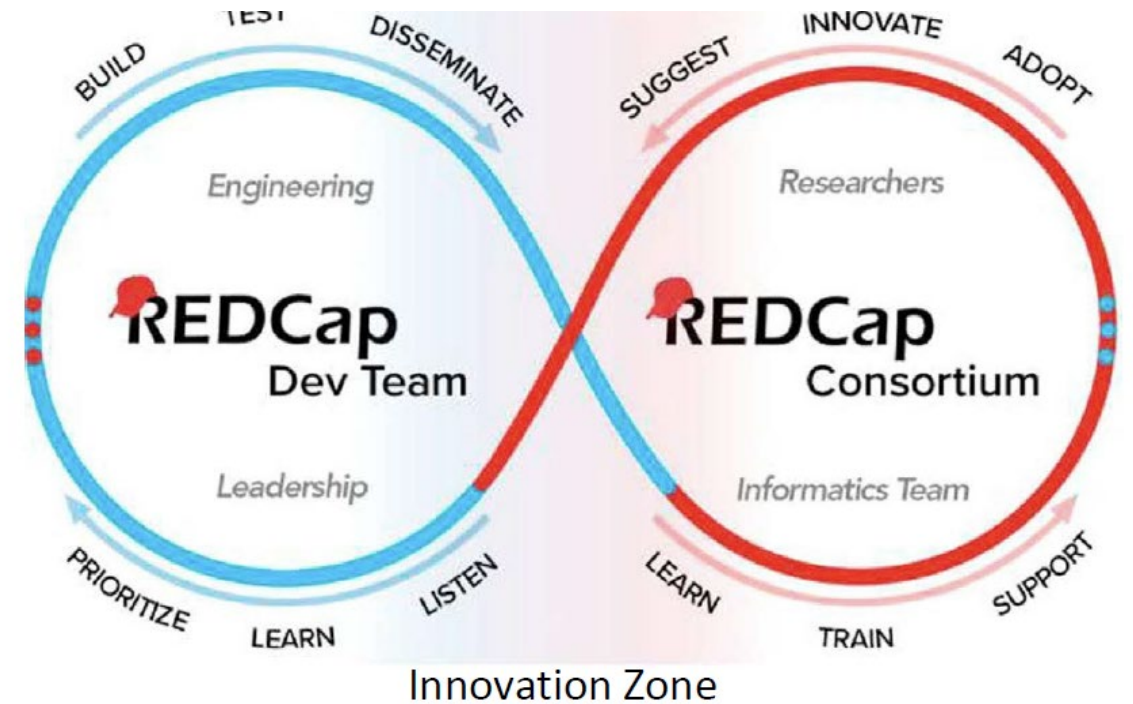 TEST
BUILD
DISSEMINATE
SUGGEST
INNOVATE
ADOPT
Engineering
Researchers
REDCap
Dev Team
REDCap
Consortium
Leadership
Informatics Team
PRIORITIZE
LEARN
LISTEN
LEARN
TRAIN
SUPPORT
Innovation Zone